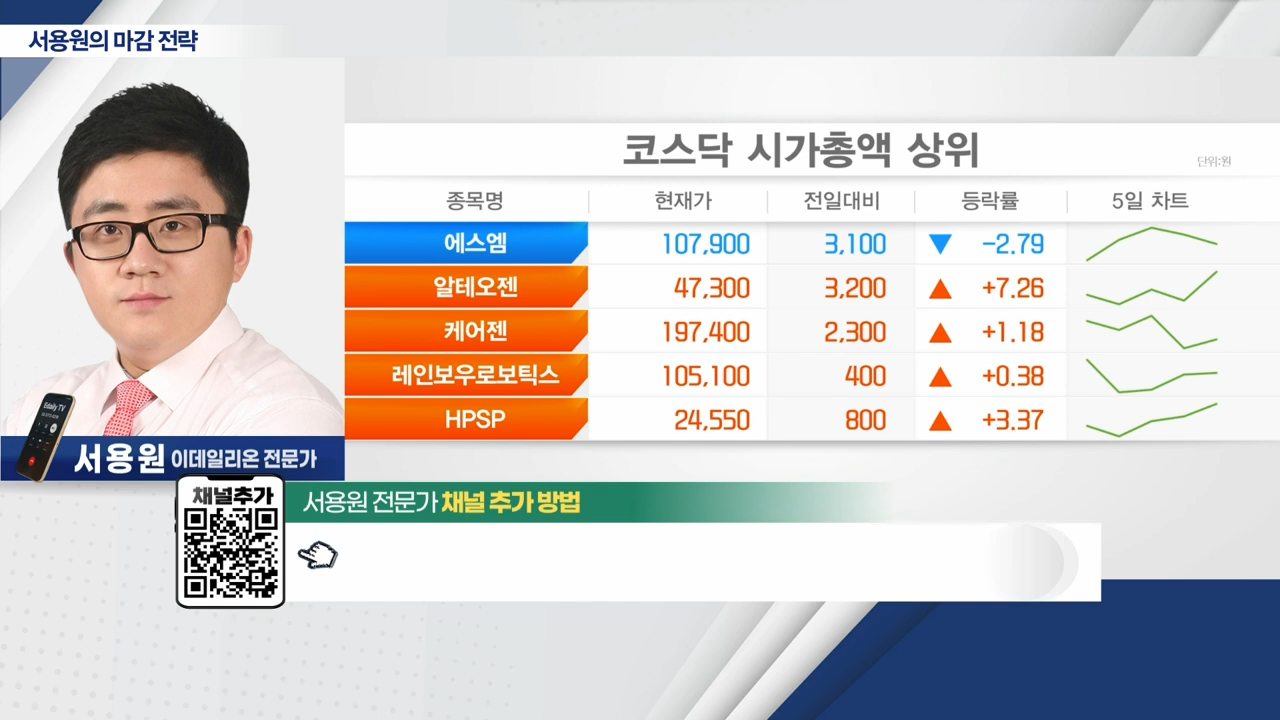 서용원의 마감 전략
코스닥 시가총액 상위
단위:원
종목명 현재가 전일대비 등락률 5일 차트
에스엠 107,900 3,100 ▼ -2.79
알테오젠 47,300 3,200 ▲ +7.26
케어젠 197,400 2,300 ▲ +1.18
레인보우로보틱스 105,100 400 ▲ +0.38
HPSP 24,550 800 ▲ +3.37
Edaily TV
서용원 이데일리온 전문가
채널추가
서용원 전문가 채널 추가 방법